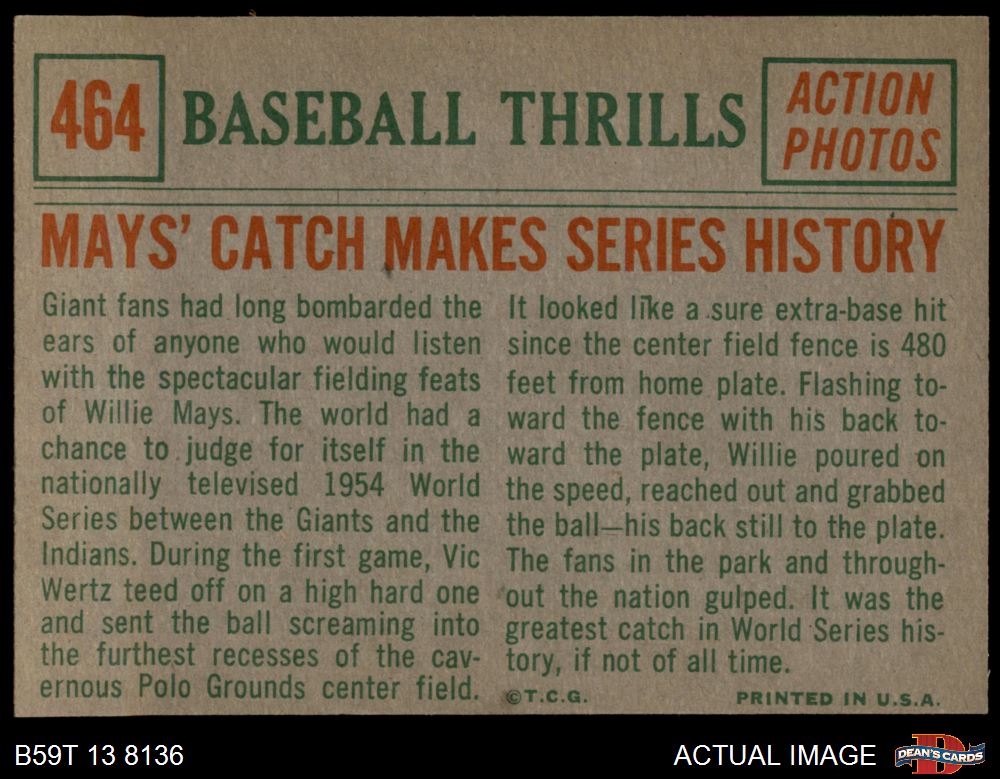 464
BASEBALL THRILLS
ACTION
PHOTOS
MAYS' CATCH MAKES SERIES HISTORY
Giant fans had long bombarded the
ears of anyone who would listen
with the spectacular fielding feats
of Willie Mays. The world had a
chance to judge for itself in the
nationally televised 1954 World
Series between the Giants and the
Indians. During the first game, Vic
Wertz teed off on a high hard one
and sent the ball screaming into
the furthest recesses of the cav-
ernous Polo Grounds center field.
It looked like a sure extra-base hit
since the center field fence is 480
feet from home plate. Flashing to-
ward the fence with his back to-
ward the plate, Willie poured on
the speed, reached out and grabbed
the ball—his back still to the plate.
The fans in the park and through-
out the nation gulped. It was the
greatest catch in World Series his-
tory, if not of all time.
©T.C.G.
PRINTED IN U.S.A.
B59T 13 8136
ACTUAL IMAGE
D
DEAN'S CARDS